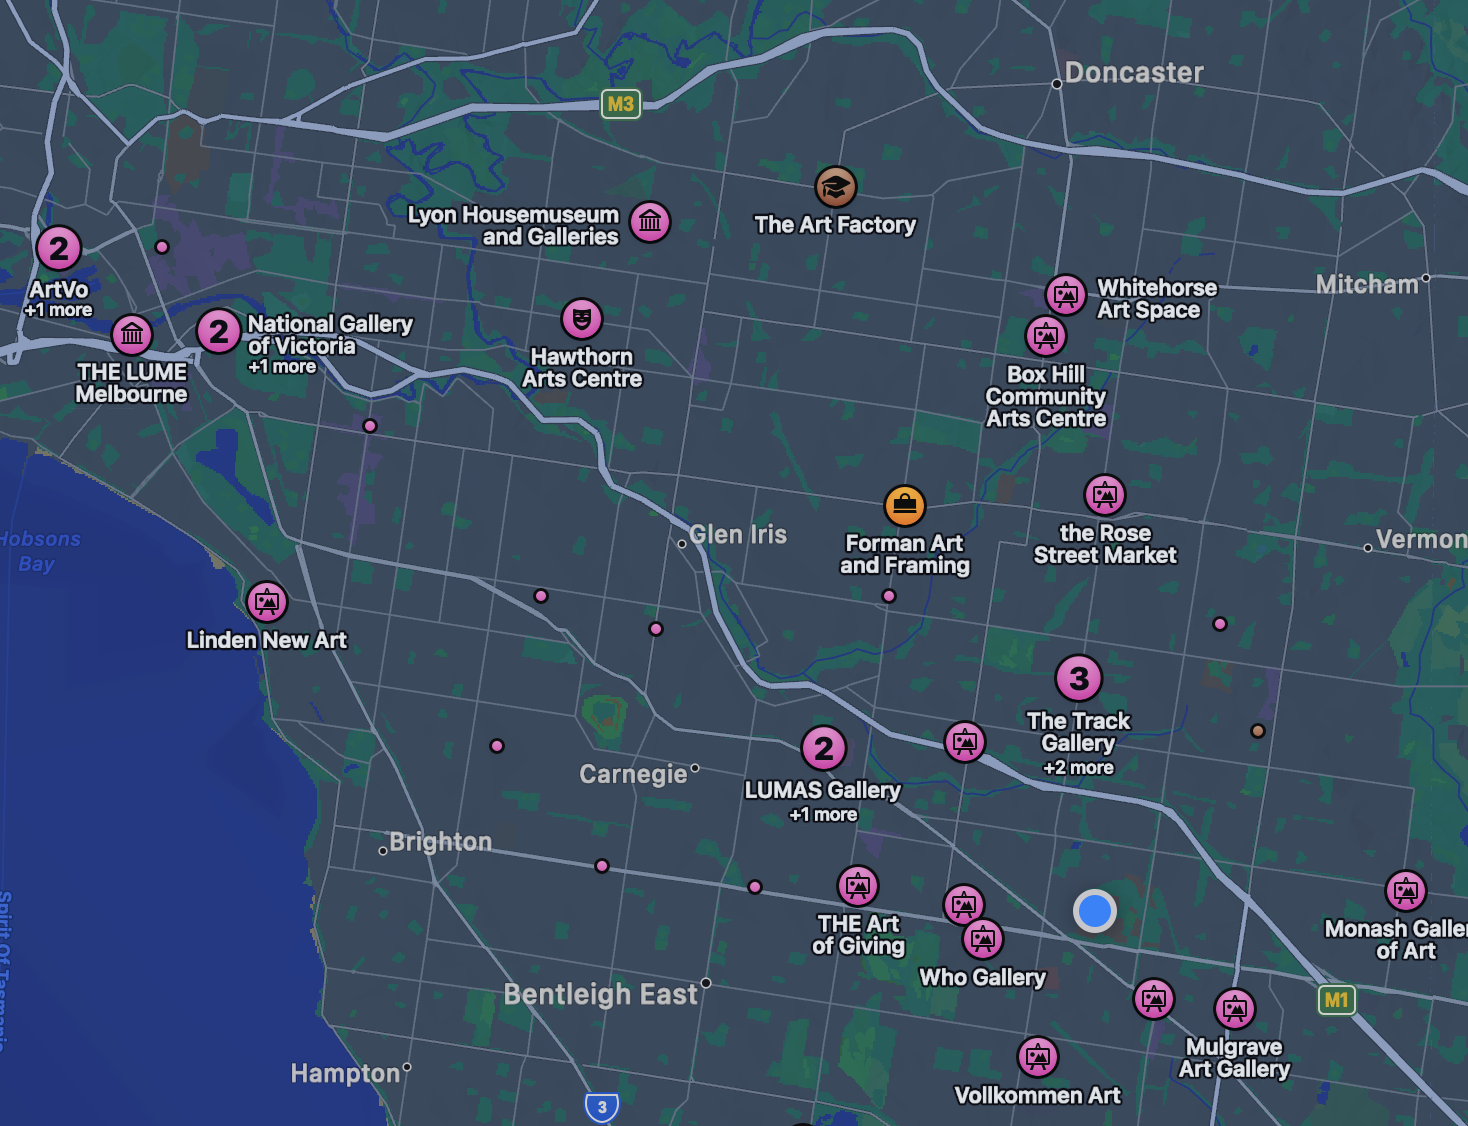 Doncaster
M3
Lyon Housemuseum
and Galleries
The Art Factory
2
ArtVo
+1 more
Whitehorse
Art Space
Mitcham
THE LUME
Melbourne
2
National Gallery
of Victoria
+1 more
Hawthorn
Arts Centre
Box Hill
Community
Arts Centre
Hobsons
Bay
Glen Iris
Forman Art
and Framing
the Rose
Street Market
Vermon
Linden New Art
3
The Track
Gallery
+2 more
Carnegie
2
LUMAS Gallery
+1 more
Brighton
THE Art
of Giving
Who Gallery
Monash Galler
of Art
Spirit Of Tasmania
Bentleigh East
M1
Mulgrave
Art Gallery
Hampton
Vollkommen Art
3